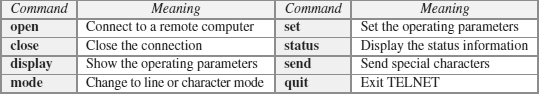 Command Meaning Command Meaning
open Connect to a remote computer set Set the operating parameters
close Close the connection status Display the status information
display Show the operating parameters send Send special characters
mode Change to line or character mode quit Exit TELNET